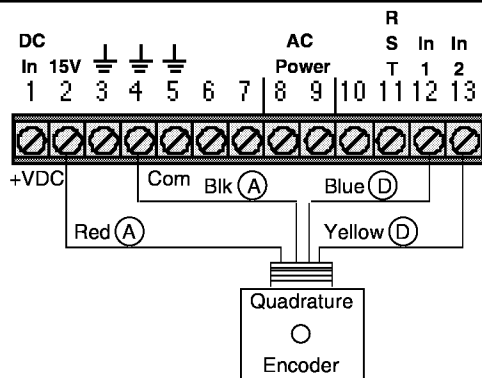 R
DC AC S In In
In 15V Power T 1 2
1 2 3 4 5 6 7 8 9 10 11 12 13
+VDC Com Blk A Blue D
Red A Yellow D
Quadrature
Encoder